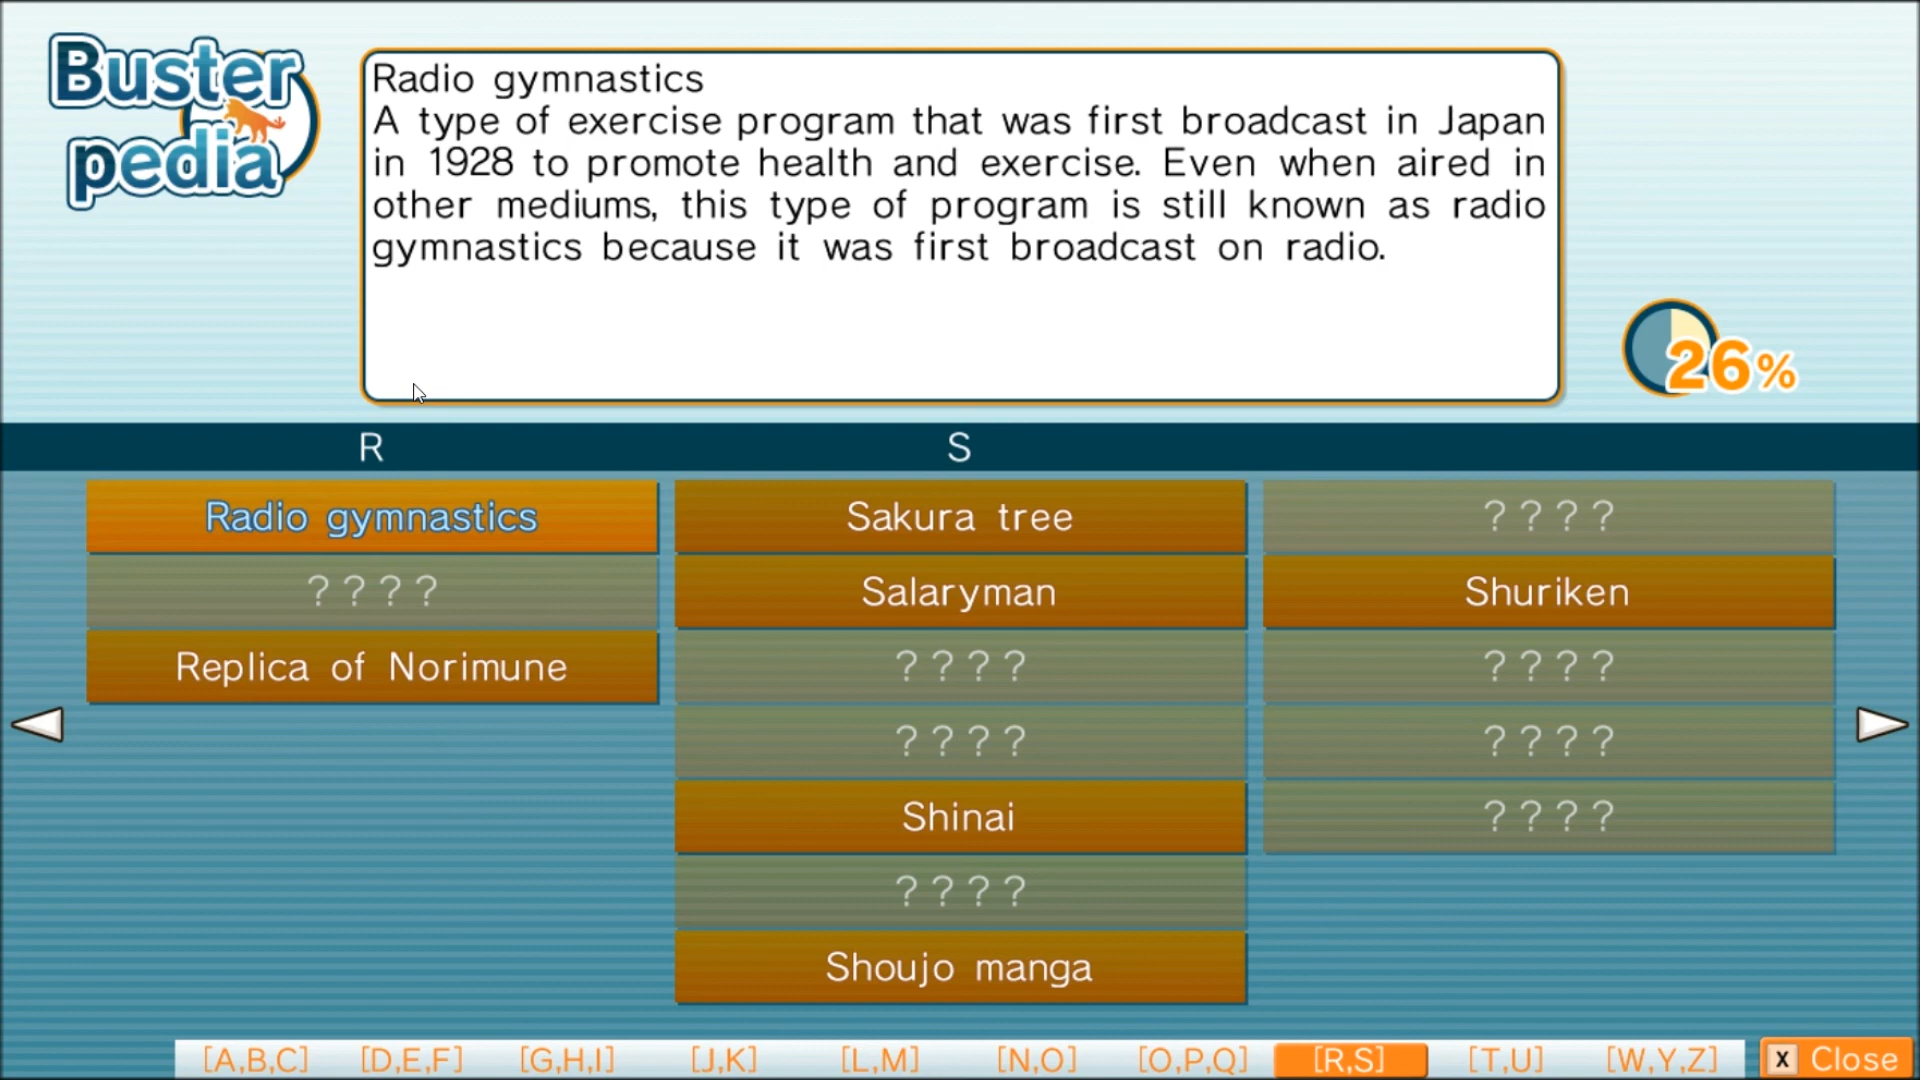 Buster
pedia
Radio gymnastics
A type of exercise program that was first broadcast in Japan
in 1928 to promote health and exercise. Even when aired in
other mediums, this type of program is still known as radio
gymnastics because it was first broadcast on radio.
26%
R
S
Radio gymnastics
????
Replica of Norimune
Sakura tree
Salaryman
????
????
Shinai
????
Shoujo manga
????
Shuriken
????
????
????
[A,B,C] [D,E,F] [G,H,I] [J,K] [L,M] [N,O] [O,P,Q] [R,S] [T,U] [W,Y,Z] X Close